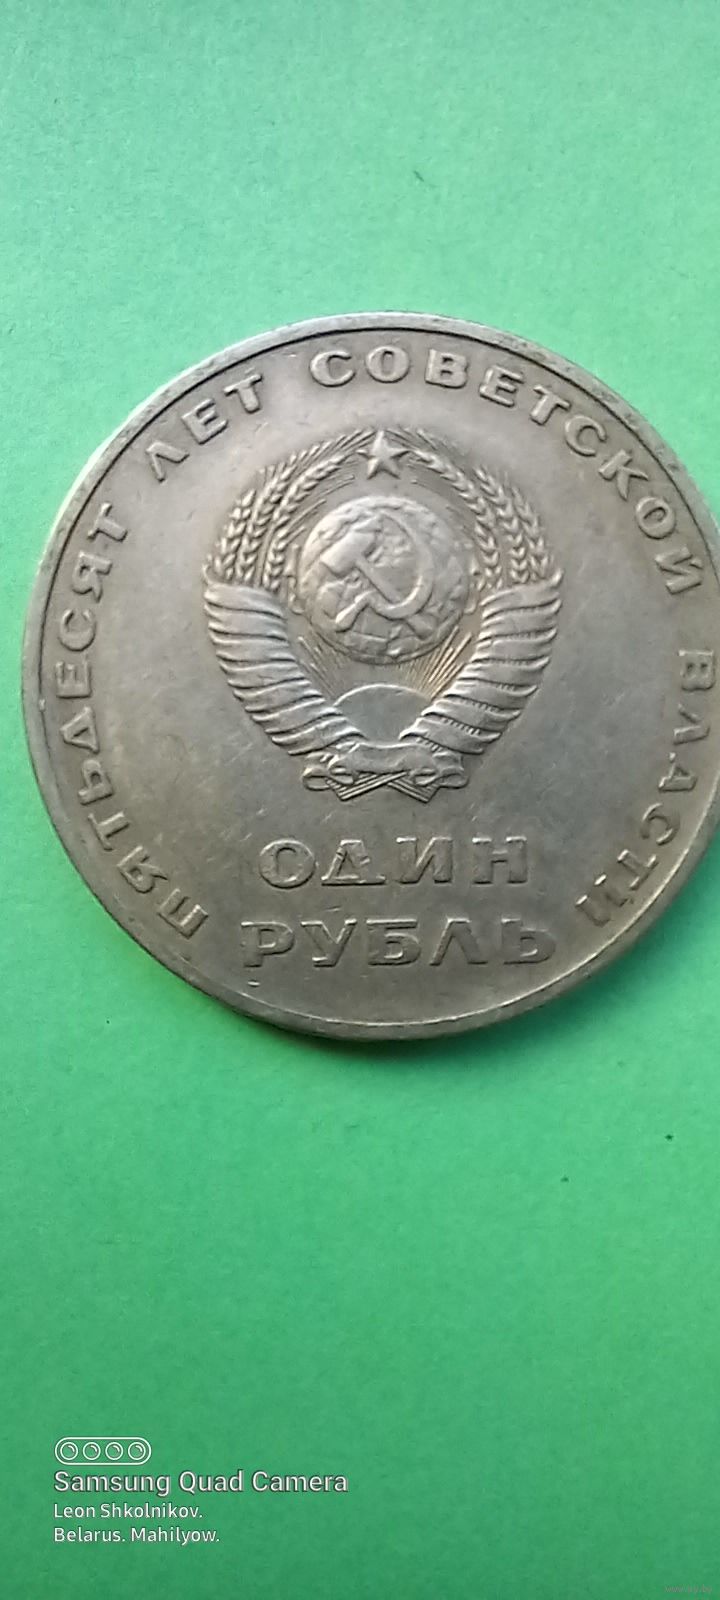 ПЯТЬДЕСЯТ ЛЕТ СОВЕТСКОЙ ВЛАСТИ
ОДИН
РУБЛЬ
Samsung Quad Camera
Leon Shkolnikov.
Belarus. Mahilyow.